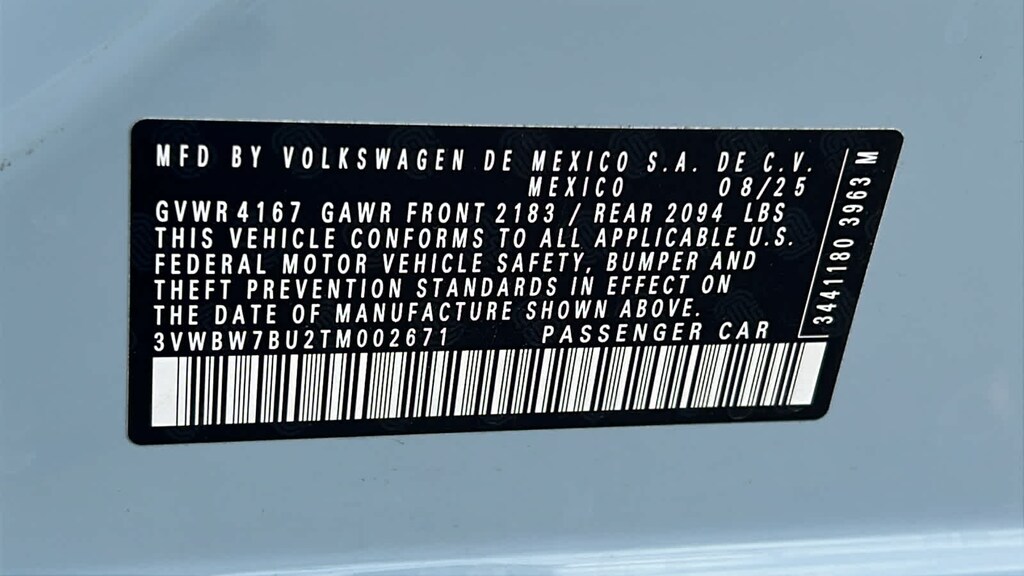 MFD BY VOLKSWAGEN DE MEXICO S.A. DE C.V.
MEXICO 08/25
GVWR 4167 GAWR FRONT 2183 / REAR 2094 LBS
THIS VEHICLE CONFORMS TO ALL APPLICABLE U.S.
FEDERAL MOTOR VEHICLE SAFETY, BUMPER AND
THEFT PREVENTION STANDARDS IN EFFECT ON
THE DATE OF MANUFACTURE SHOWN ABOVE.
3VWBW7BU2TM002671 PASSENGER CAR
3441180 3963 M